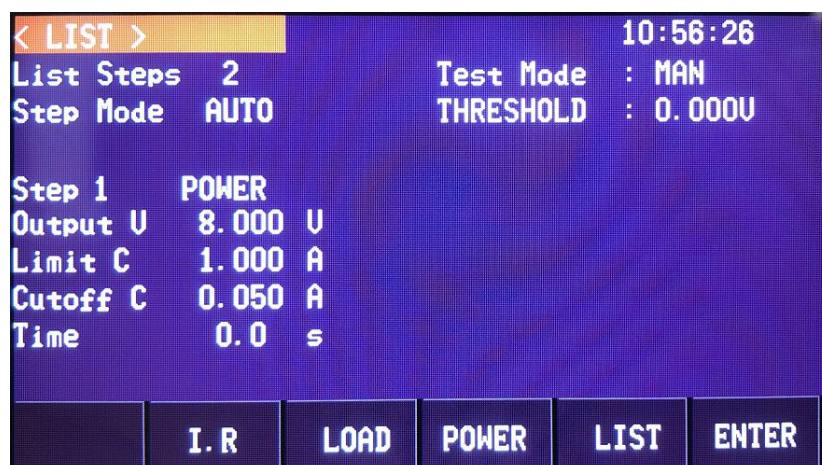 < LIST > 10:56:26
List Steps 2 Test Mode : MAN
Step Mode AUTO THRESHOLD : 0.000V
Step 1 POWER
Output V 8.000 V
Limit C 1.000 A
Cutoff C 0.050 A
Time 0.0 s
I.R LOAD POWER LIST ENTER